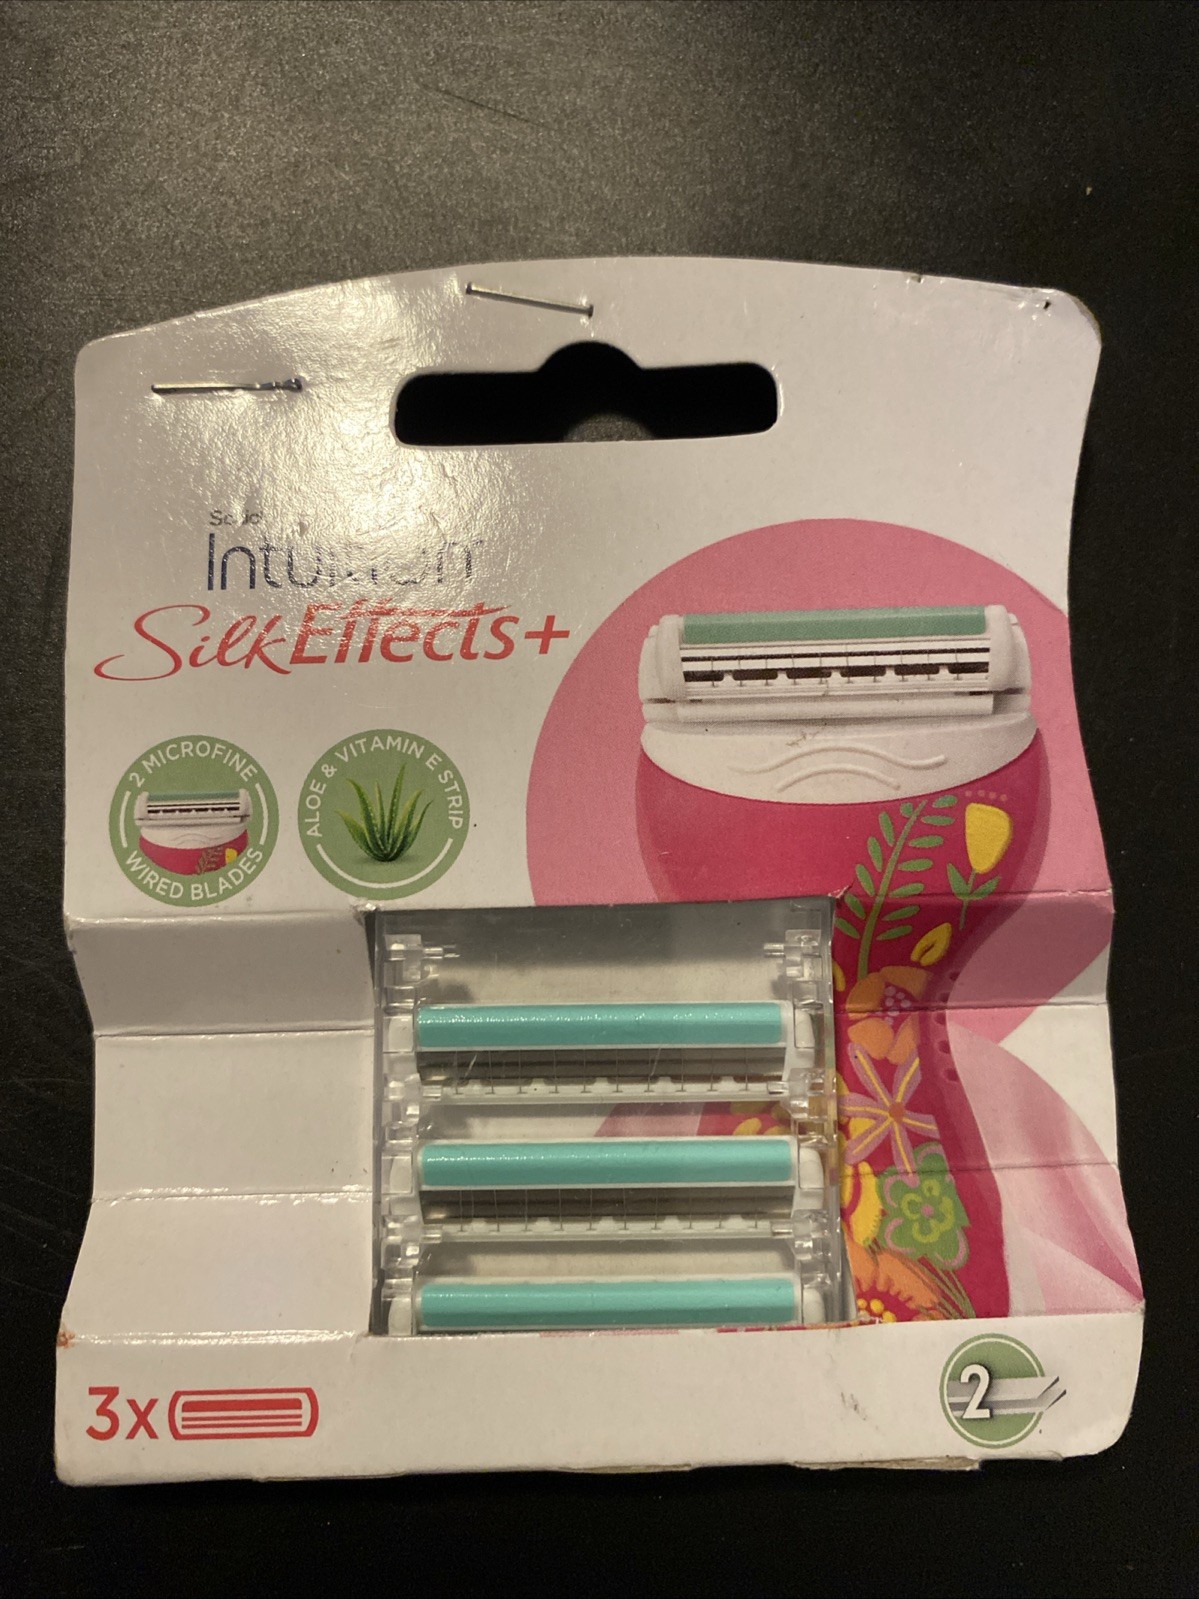 Intuition
SilkEffects+
2 MICROFINE
WIRED BLADES
ALOE & VITAMIN E STRIP
3x
2